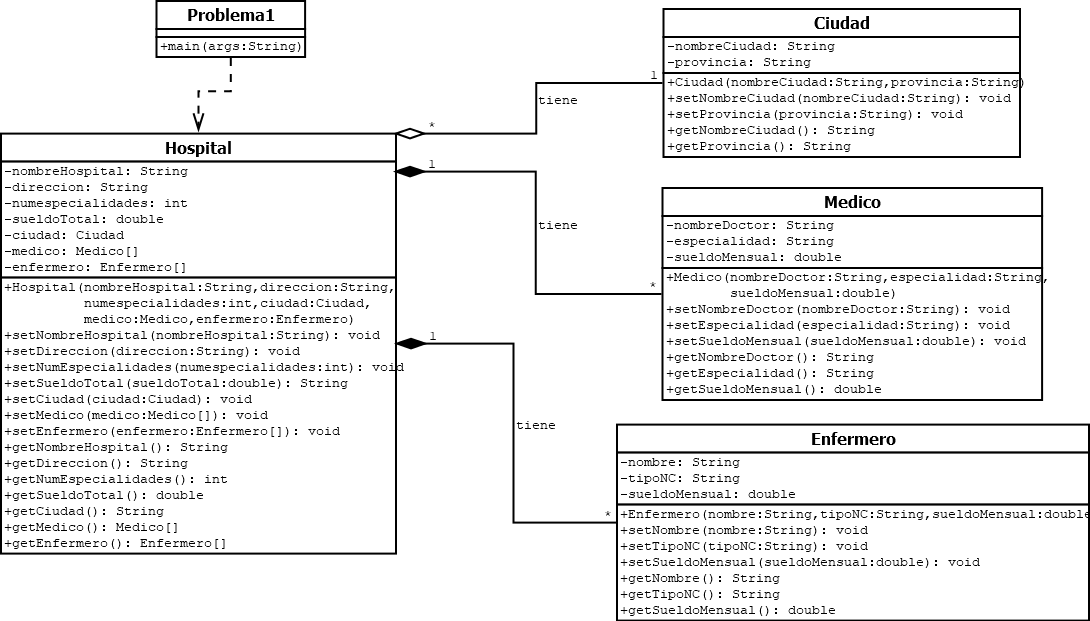 Problema1
+main(args:String)
Hospital
-nombreHospital: String
-direccion: String
-numespecialidades: int
-sueldoTotal: double
-ciudad: Ciudad
-medico: Medico[]
-enfermero: Enfermero[]
+Hospital(nombreHospital:String,direccion:String,
numespecialidades:int,ciudad:Ciudad,
medico:Medico,enfermero:Enfermero)
+setNombreHospital(nombreHospital:String): void
+setDireccion(direccion:String): void
+setNumEspecialidades(numespecialidades:int): void
+setSueldoTotal(sueldoTotal:double): String
+setCiudad(ciudad:Ciudad): void
+setMedico(medico:Medico[]): void
+setEnfermero(enfermero:Enfermero[]): void
+getNombreHospital(): String
+getDireccion(): String
+getNumEspecialidades(): int
+getSueldoTotal(): double
+getCiudad(): String
+getMedico(): Medico[]
+getEnfermero(): Enfermero[]
*
tiene
1
Ciudad
-nombreCiudad: String
-provincia: String
+Ciudad(nombreCiudad:String,provincia:String)
+setNombreCiudad(nombreCiudad:String): void
+setProvincia(provincia:String): void
+getNombreCiudad(): String
+getProvincia(): String
1
tiene
*
Medico
-nombreDoctor: String
-especialidad: String
-sueldoMensual: double
+Medico(nombreDoctor:String,especialidad:String,
sueldoMensual:double)
+setNombreDoctor(nombreDoctor:String): void
+setEspecialidad(especialidad:String): void
+setSueldoMensual(sueldoMensual:double): void
+getNombreDoctor(): String
+getEspecialidad(): String
+getSueldoMensual(): double
1
tiene
*
Enfermero
-nombre: String
-tipoNC: String
-sueldoMensual: double
+Enfermero(nombre:String,tipoNC:String,sueldoMensual:double
+setNombre(nombre:String): void
+setTipoNC(tipoNC:String): void
+setSueldoMensual(sueldoMensual:double): void
+getNombre(): String
+getTipoNC(): String
+getSueldoMensual(): double